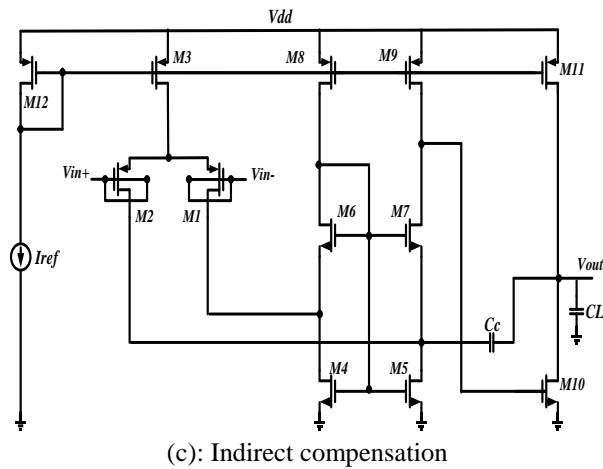 Vdd
M3 M8 M9
M12 M11
Vin+ Vin-
M2 M1 M6 M7
Iref Vout
Cc CL
M4 M5 M10
(c): Indirect compensation